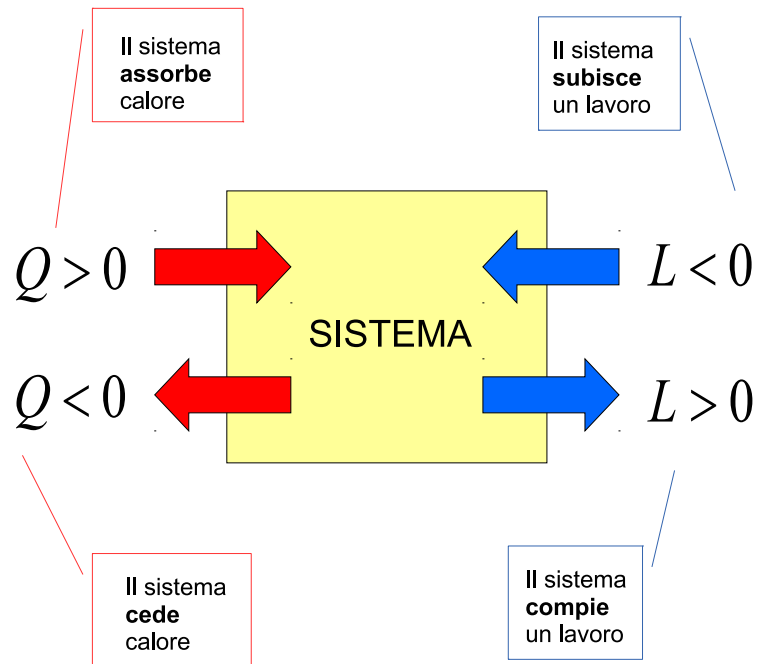 Il sistema
assorbe
calore
Il sistema
subisce
un lavoro
Q > 0
L < 0
SISTEMA
Q < 0
L > 0
Il sistema
cede
calore
Il sistema
compie
un lavoro